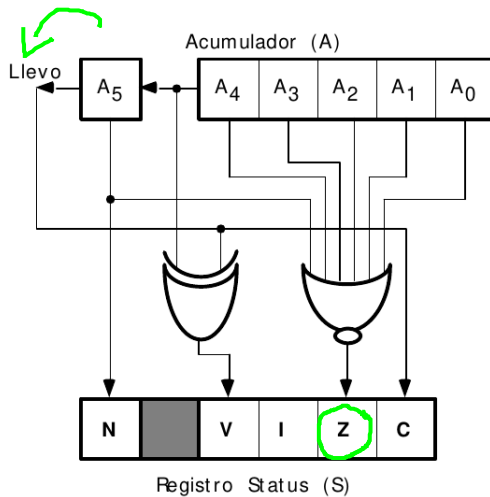 Acumulador (A)
Llevo
A5 A4 A3 A2 A1 A0
N V I Z C
Registro Status (S)